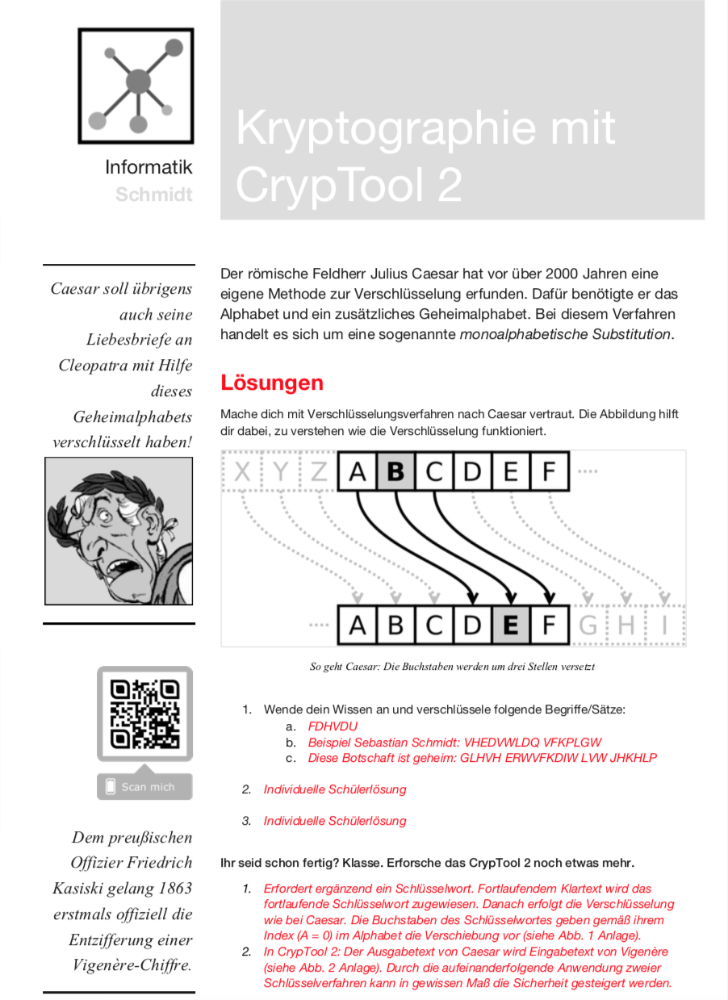 Informatik
Schmidt
Kryptographie mit
CrypTool 2
Caesar soll übrigens
auch seine
Liebesbriefe an
Cleopatra mit Hilfe
dieses
Geheimalphabets
verschlüsselt haben!
Der römische Feldherr Julius Caesar hat vor über 2000 Jahren eine
eigene Methode zur Verschlüsselung erfunden. Dafür benötigte er das
Alphabet und ein zusätzliches Geheimalphabet. Bei diesem Verfahren
handelt es sich um eine sogenannte monoalphabetische Substitution.
Lösungen
Mache dich mit Verschlüsselungsverfahren nach Caesar vertraut. Die Abbildung hilft
dir dabei, zu verstehen wie die Verschlüsselung funktioniert.
X Y Z A B C D E F ....
.... A B C D E F G H I
So geht Caesar: Die Buchstaben werden um drei Stellen versetzt
1. Wende dein Wissen an und verschlüssele folgende Begriffe/Sätze:
a. FDHVDU
b. Beispiel Sebastian Schmidt: VHEDVWLDQ VFKPLGW
c. Diese Botschaft ist geheim: GLHVH ERWVFKDIW LVW JHKHLP
2. Individuelle Schülerlösung
3. Individuelle Schülerlösung
Scan mich
Dem preußischen
Offizier Friedrich
Kasiski gelang 1863
erstmals offiziell die
Entzifferung einer
Vigenère-Chiffre.
Ihr seid schon fertig? Klasse. Erforsche das CrypTool 2 noch etwas mehr.
1. Erfordert ergänzend ein Schlüsselwort. Fortlaufendem Klartext wird das
fortlaufende Schlüsselwort zugewiesen. Danach erfolgt die Verschlüsselung
wie bei Caesar. Die Buchstaben des Schlüsselwortes geben gemäß ihrem
Index (A = 0) im Alphabet die Verschiebung vor (siehe Abb. 1 Anlage).
2. In CrypTool 2: Der Ausgabetext von Caesar wird Eingabetext von Vigenère
(siehe Abb. 2 Anlage). Durch die aufeinanderfolgende Anwendung zweier
Schlüsselverfahren kann in gewissen Maß die Sicherheit gesteigert werden.